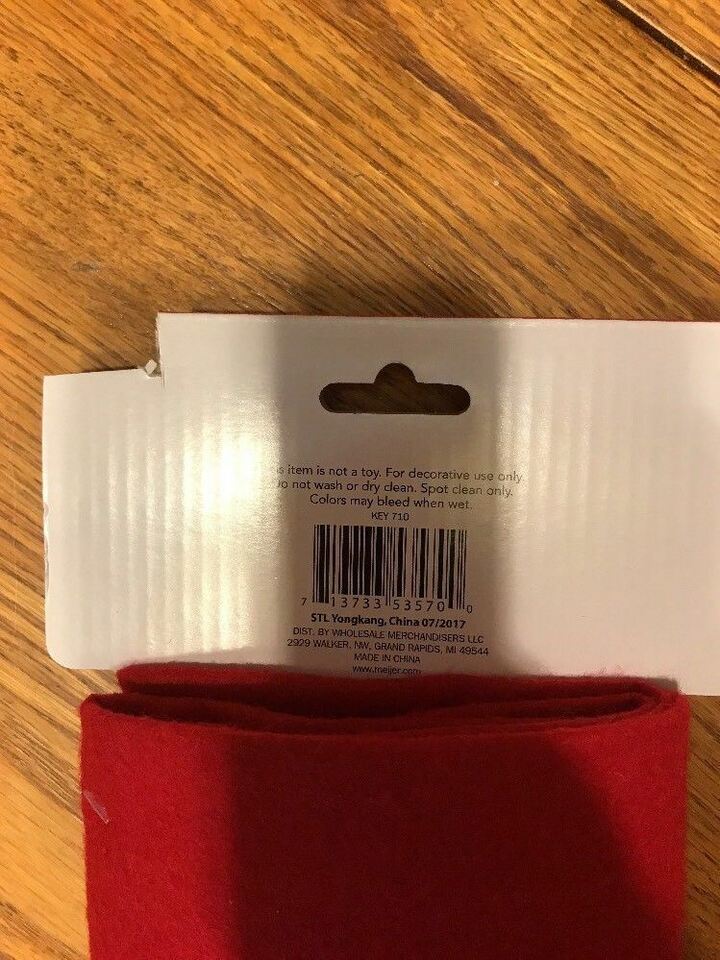 item is not a toy. For decorative use only
not wash or dry clean. Spot clean only.
Colors may bleed when wet.
KEY 710
7 13733 53570 0
STL Yongkang, China 07/2017
DIST. BY WHOLESALE MERCHANDISERS LLC
2929 WALKER, NW, GRAND RAPIDS, MI 49544
MADE IN CHINA
www.meijer.com